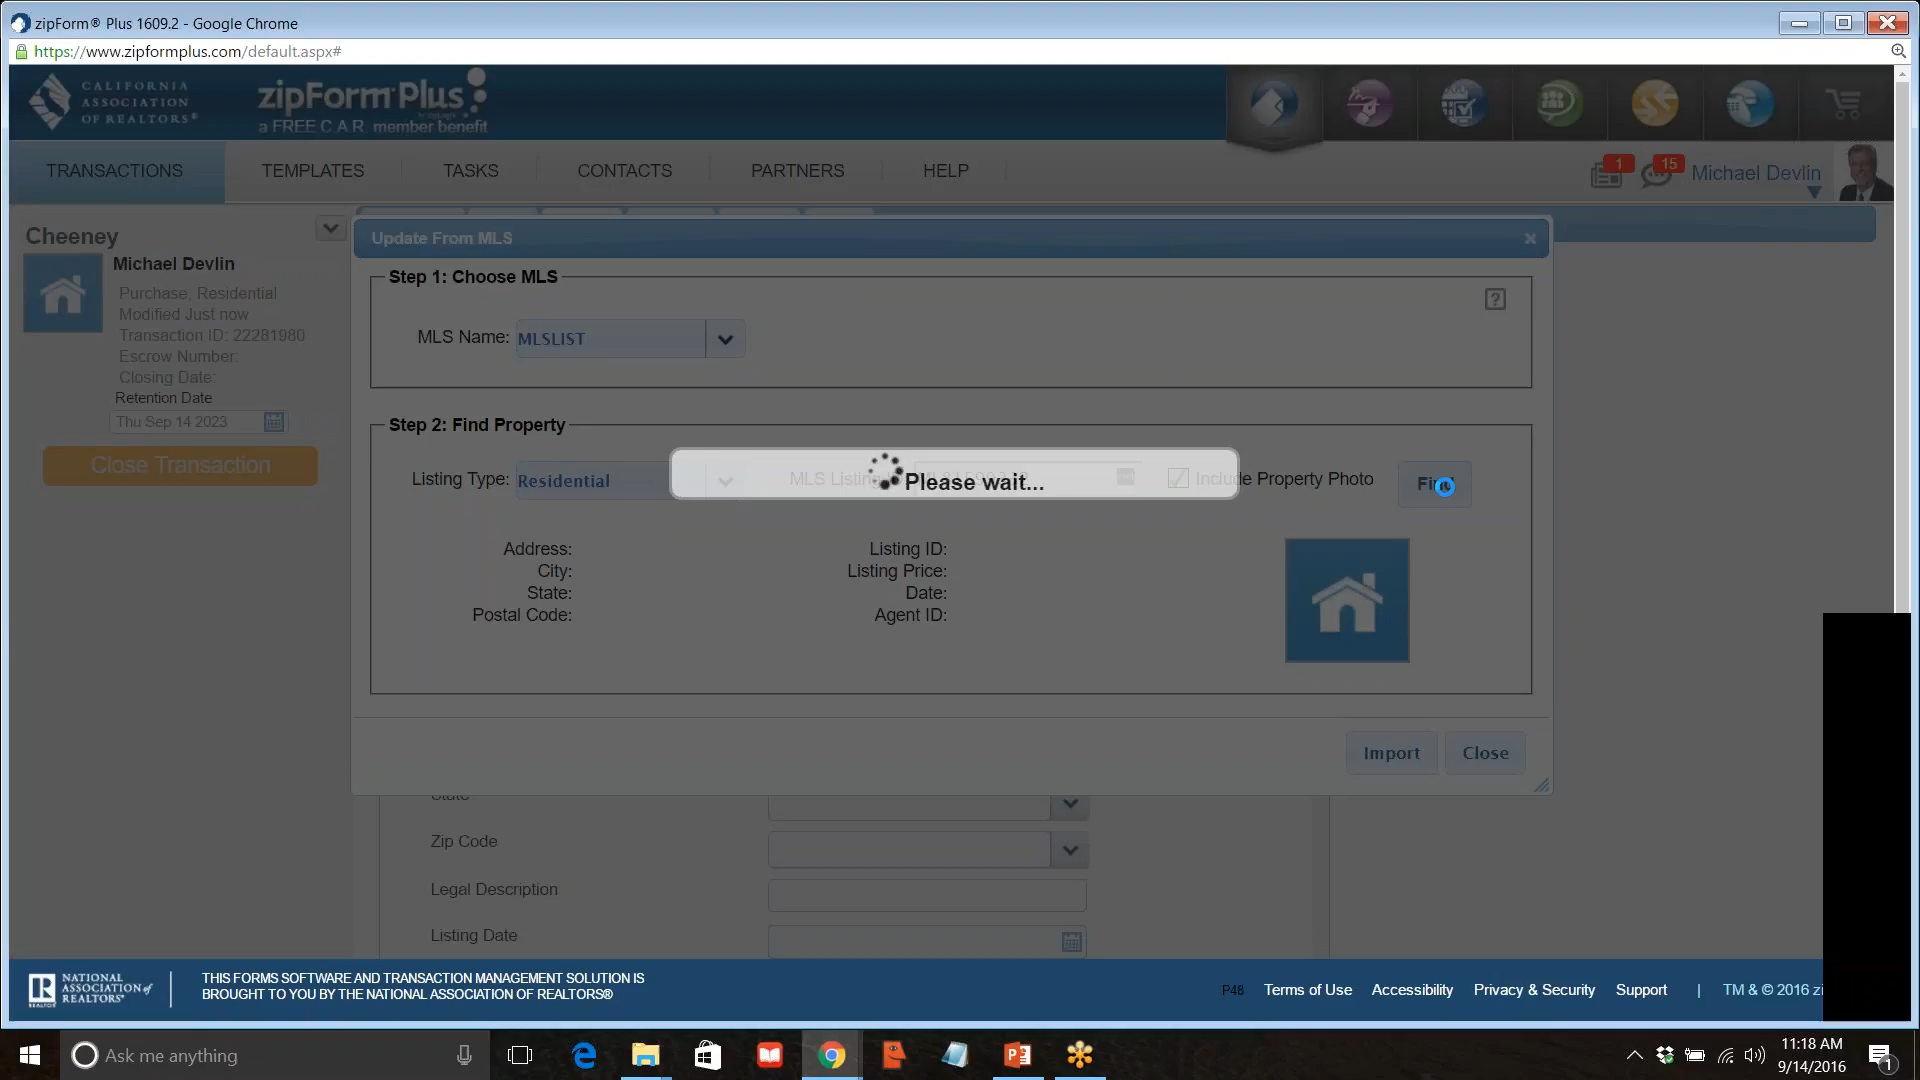 zipForm® Plus 1609.2 - Google Chrome
https://www.zipformplus.com/default.aspx#
CALIFORNIA
ASSOCIATION
OF REALTORS®
zipForm Plus
a FREE C.A.R. member benefit
TRANSACTIONS TEMPLATES TASKS CONTACTS PARTNERS HELP
1 15 Michael Devlin
Cheeney
Michael Devlin
Purchase, Residential
Modified Just now
Transaction ID: 22281980
Escrow Number:
Closing Date:
Retention Date
Thu Sep 14 2023
Close Transaction
Update From MLS
Step 1: Choose MLS
?
MLS Name: MLSLIST
Step 2: Find Property
Listing Type: Residential MLS Listing Include Property Photo
Please wait...
Address:
City:
State:
Postal Code:
Listing ID:
Listing Price:
Date:
Agent ID:
Import Close
State
Zip Code
Legal Description
Listing Date
NATIONAL
ASSOCIATION of
REALTORS®
THIS FORMS SOFTWARE AND TRANSACTION MANAGEMENT SOLUTION IS
BROUGHT TO YOU BY THE NATIONAL ASSOCIATION OF REALTORS®
P48 Terms of Use Accessibility Privacy & Security Support | TM & © 2016 zi
Ask me anything
11:18 AM
9/14/2016
1